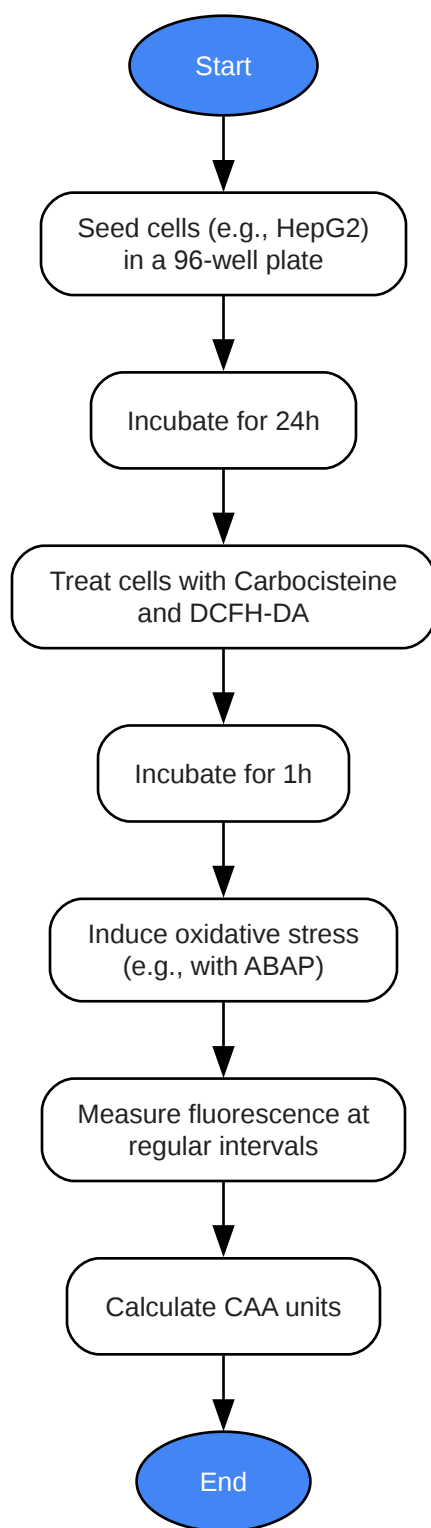 Start
Seed cells (e.g., HepG2)
in a 96-well plate
Incubate for 24h
Treat cells with Carbocisteine
and DCFH-DA
Incubate for 1h
Induce oxidative stress
(e.g., with ABAP)
Measure fluorescence at
regular intervals
Calculate CAA units
End